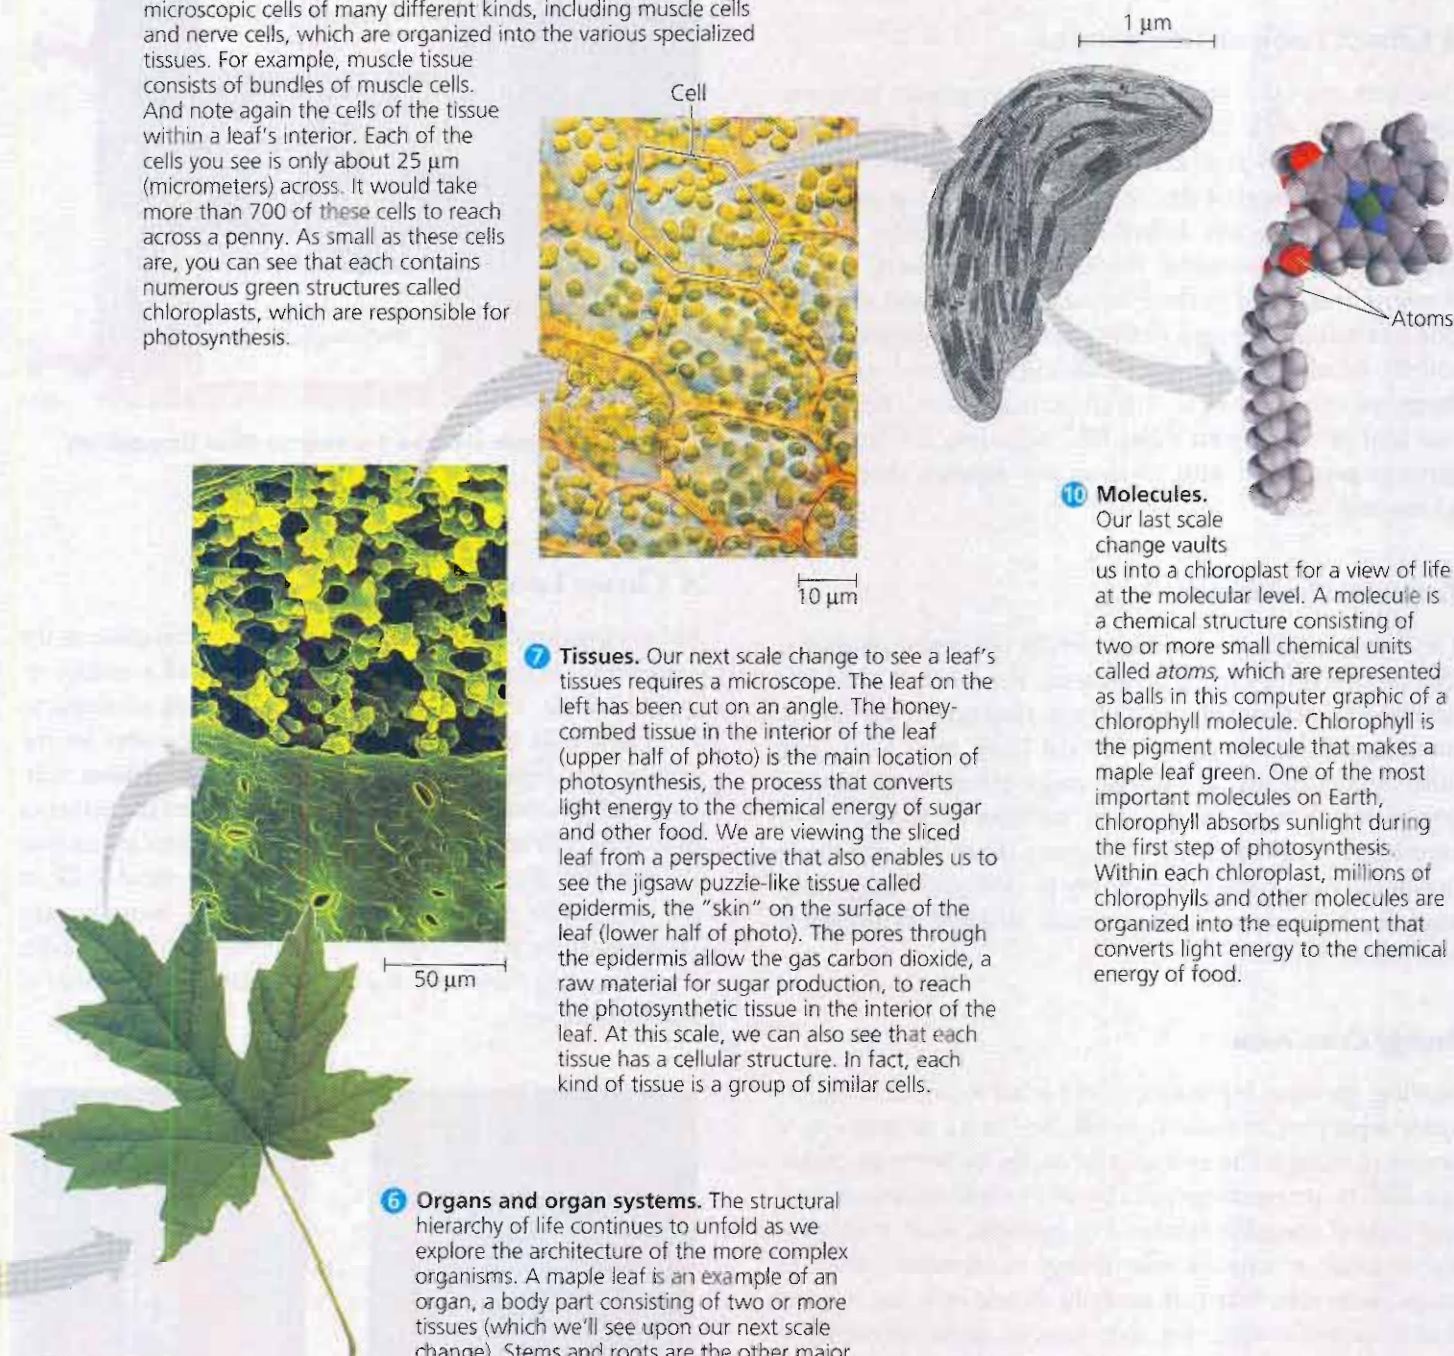 microscopic cells of many different kinds, including muscle cells
and nerve cells, which are organized into the various specialized
tissues. For example, muscle tissue
consists of bundles of muscle cells.
And note again the cells of the tissue
within a leaf's interior. Each of the
cells you see is only about 25 µm
(micrometers) across. It would take
more than 700 of these cells to reach
across a penny. As small as these cells
are, you can see that each contains
numerous green structures called
chloroplasts, which are responsible for
photosynthesis.
Cell
10 µm
1 µm
Atoms
10 Molecules.
Our last scale
change vaults
us into a chloroplast for a view of life
at the molecular level. A molecule is
a chemical structure consisting of
two or more small chemical units
called atoms, which are represented
as balls in this computer graphic of a
chlorophyll molecule. Chlorophyll is
the pigment molecule that makes a
maple leaf green. One of the most
important molecules on Earth,
chlorophyll absorbs sunlight during
the first step of photosynthesis.
Within each chloroplast, millions of
chlorophylls and other molecules are
organized into the equipment that
converts light energy to the chemical
energy of food.
7 Tissues. Our next scale change to see a leaf's
tissues requires a microscope. The leaf on the
left has been cut on an angle. The honey-
combed tissue in the interior of the leaf
(upper half of photo) is the main location of
photosynthesis, the process that converts
light energy to the chemical energy of sugar
and other food. We are viewing the sliced
leaf from a perspective that also enables us to
see the jigsaw puzzle-like tissue called
epidermis, the "skin" on the surface of the
leaf (lower half of photo). The pores through
the epidermis allow the gas carbon dioxide, a
raw material for sugar production, to reach
the photosynthetic tissue in the interior of the
leaf. At this scale, we can also see that each
tissue has a cellular structure. In fact, each
kind of tissue is a group of similar cells.
50 µm
6 Organs and organ systems. The structural
hierarchy of life continues to unfold as we
explore the architecture of the more complex
organisms. A maple leaf is an example of an
organ, a body part consisting of two or more
tissues (which we'll see upon our next scale
change). Stems and roots are the other major